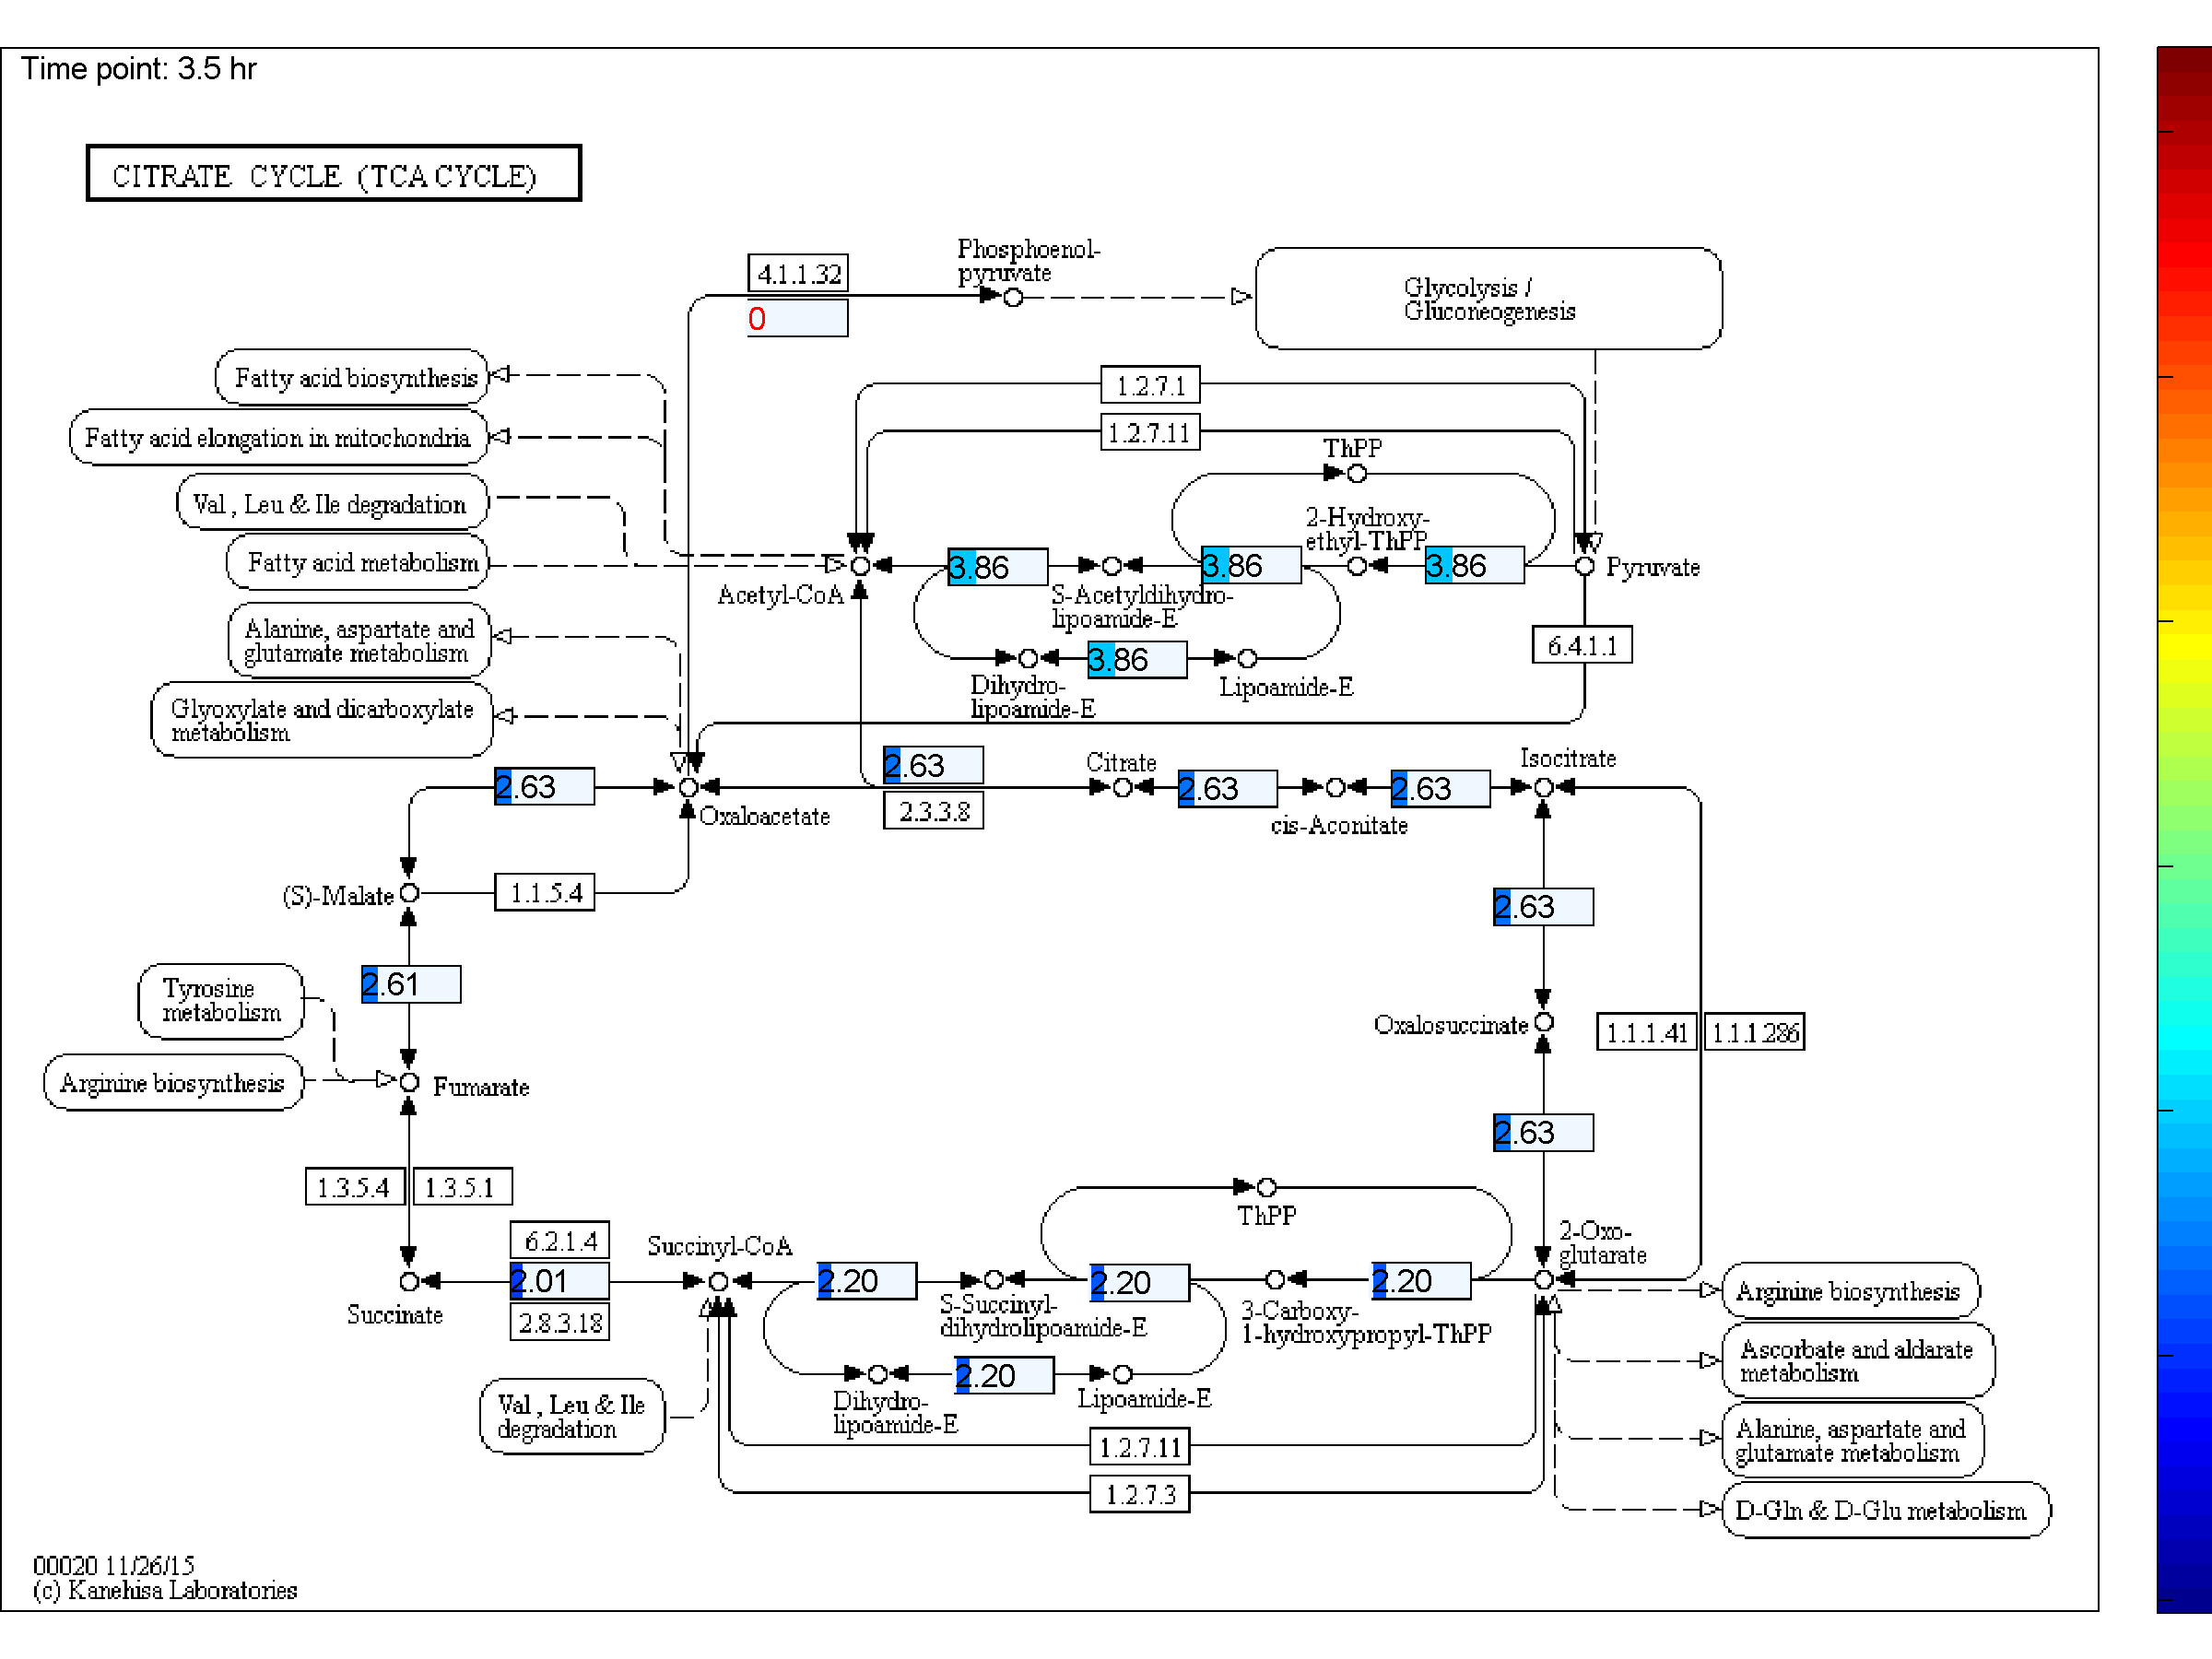 Time point: 3.5 hr
CITRATE CYCLE (TCA CYCLE)
Phosphoenol-
pyruvate
4.1.1.32
0
Glycolysis /
Gluconeogenesis
Fatty acid biosynthesis
1.2.7.1
Fatty acid elongation in mitochondria
1.2.7.11
ThPP
Val , Leu & Ile degradation
2-Hydroxy-
ethyl-ThPP
Fatty acid metabolism
3.86
3.86
3.86
Pyruvate
Acetyl-CoA
S-Acetyldihydro-
lipoamide-E
Alanine, aspartate and
glutamate metabolism
3.86
6.4.1.1
Dihydro-
lipoamide-E
Lipoamide-E
Glyoxylate and dicarboxylate
metabolism
2.63
2.63
Citrate
2.63
2.63
Isocitrate
Oxaloacetate
2.3.3.8
cis-Aconitate
(S)-Malate
1.1.5.4
2.63
2.61
Tyrosine
metabolism
Oxalosuccinate
1.1.1.41
1.1.1.286
Arginine biosynthesis
Fumarate
2.63
1.3.5.4
1.3.5.1
ThPP
6.2.1.4
Succinyl-CoA
2-Oxo-
glutarate
2.01
2.20
2.20
2.20
Succinate
2.8.3.18
S-Succinyl-
dihydrolipoamide-E
3-Carboxy-
1-hydroxypropyl-ThPP
Arginine biosynthesis
Ascorbate and aldarate
metabolism
2.20
Dihydro-
lipoamide-E
Lipoamide-E
Val , Leu & Ile
degradation
1.2.7.11
Alanine, aspartate and
glutamate metabolism
1.2.7.3
D-Gln & D-Glu metabolism
00020 11/26/15
(c) Kanehisa Laboratories